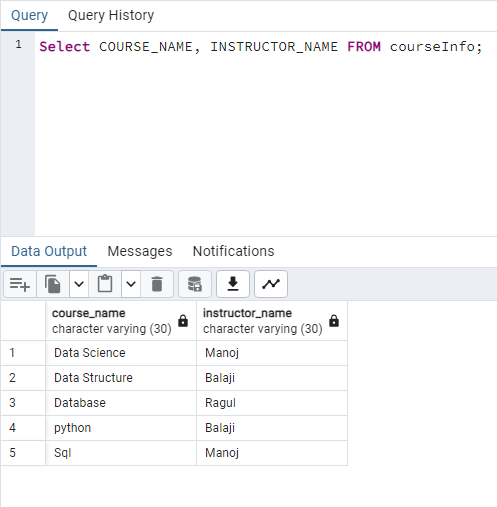 Query Query History
1 Select COURSE_NAME, INSTRUCTOR_NAME FROM courseInfo;
Data Output Messages Notifications
course_name instructor_name
character varying (30) character varying (30)
1 Data Science Manoj
2 Data Structure Balaji
3 Database Ragul
4 python Balaji
5 Sql Manoj